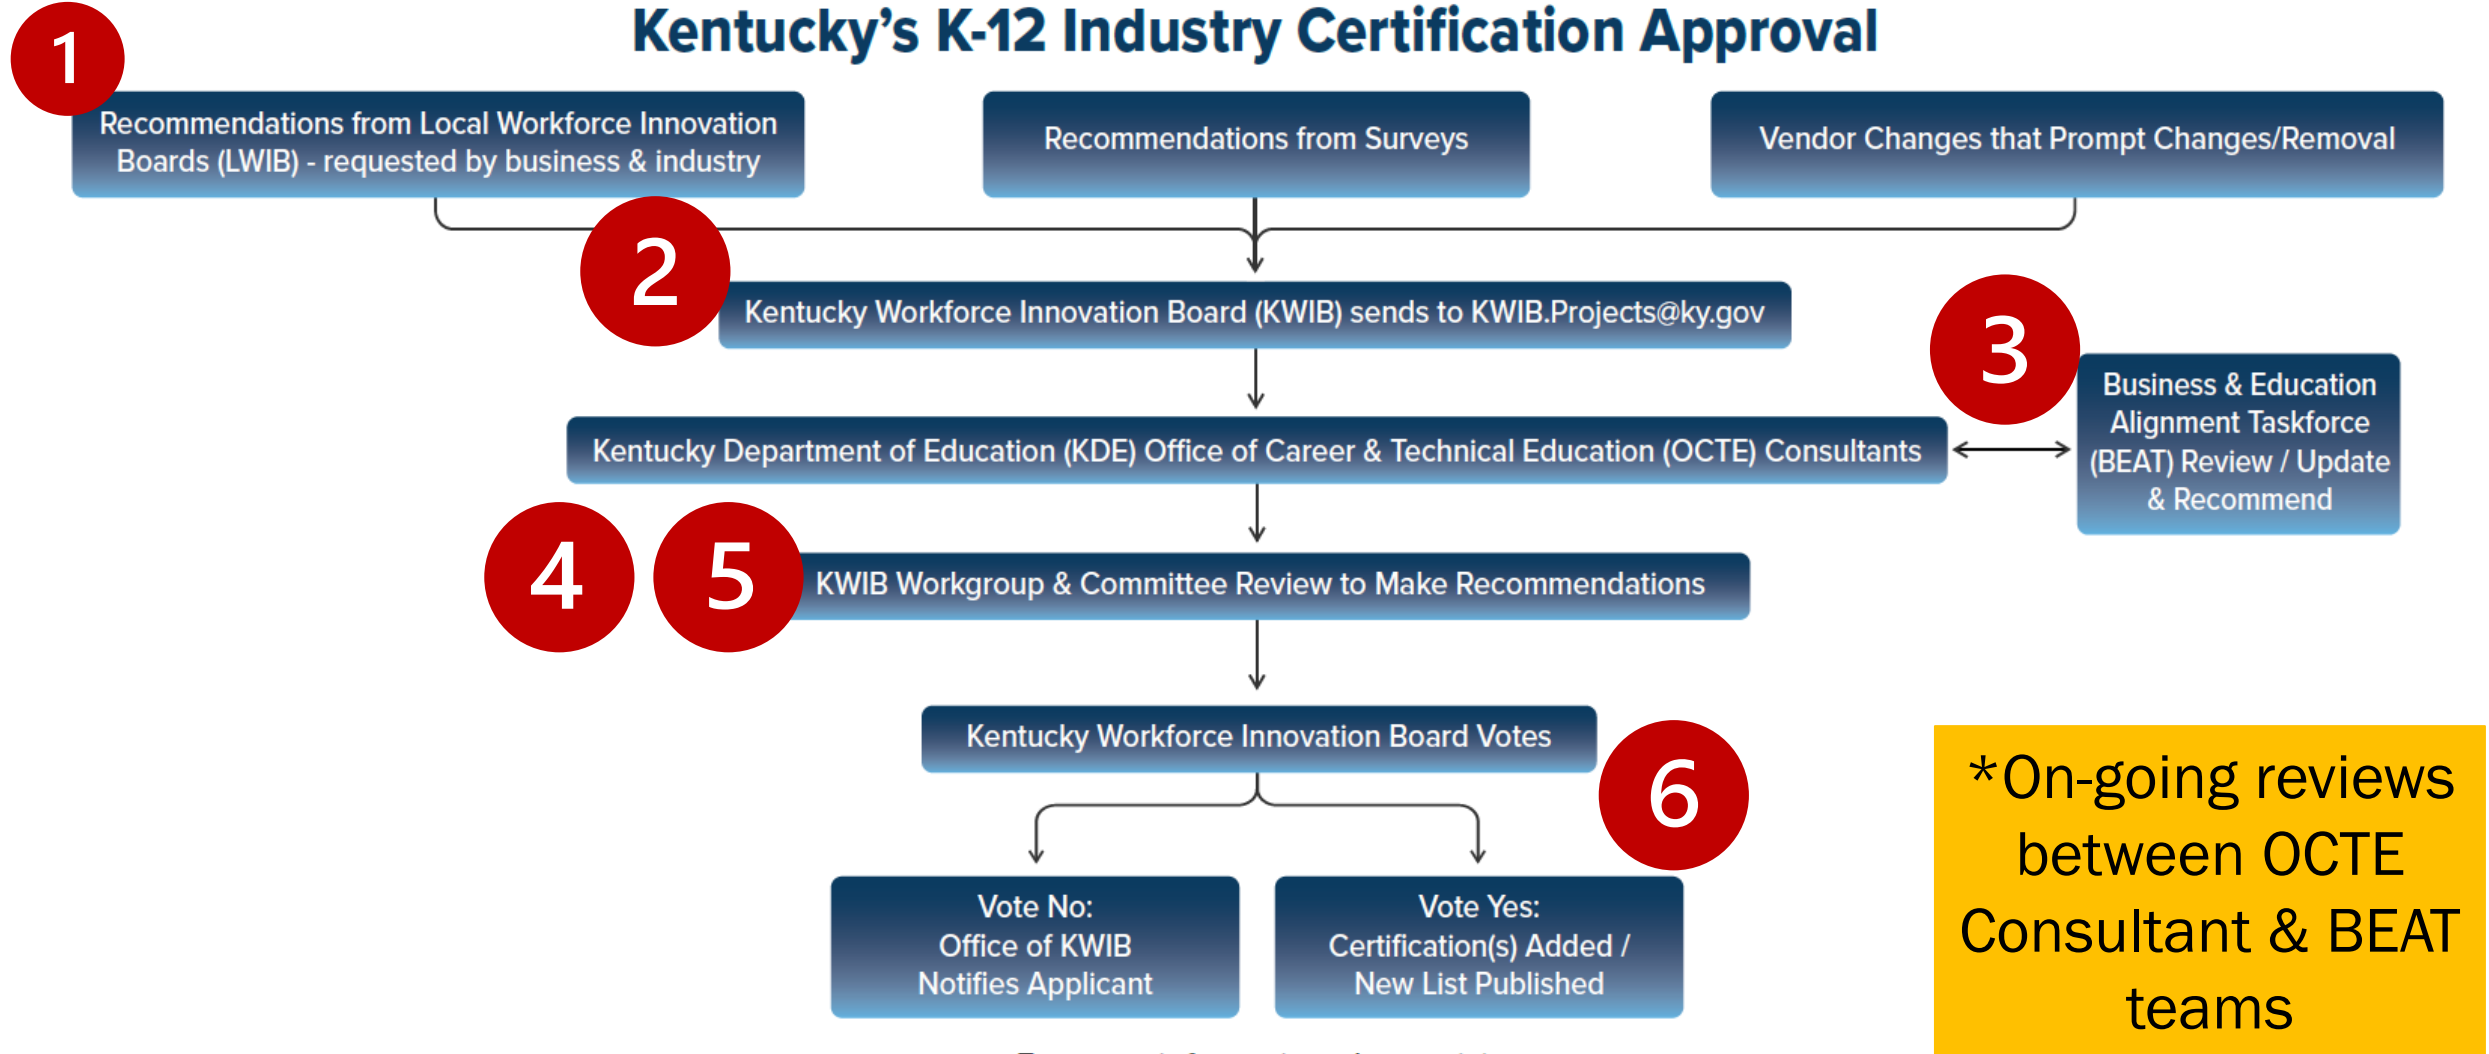 Kentucky's K-12 Industry Certification Approval
1
Recommendations from Local Workforce Innovation
Boards (LWIB) - requested by business & industry
Recommendations from Surveys
Vendor Changes that Prompt Changes/Removal
2
Kentucky Workforce Innovation Board (KWIB) sends to KWIB.Projects@ky.gov
3
Business & Education
Alignment Taskforce
(BEAT) Review / Update
& Recommend
Kentucky Department of Education (KDE) Office of Career & Technical Education (OCTE) Consultants
4
5
KWIB Workgroup & Committee Review to Make Recommendations
Kentucky Workforce Innovation Board Votes
6
Vote No:
Office of KWIB
Notifies Applicant
Vote Yes:
Certification(s) Added /
New List Published
*On-going reviews
between OCTE
Consultant & BEAT
teams